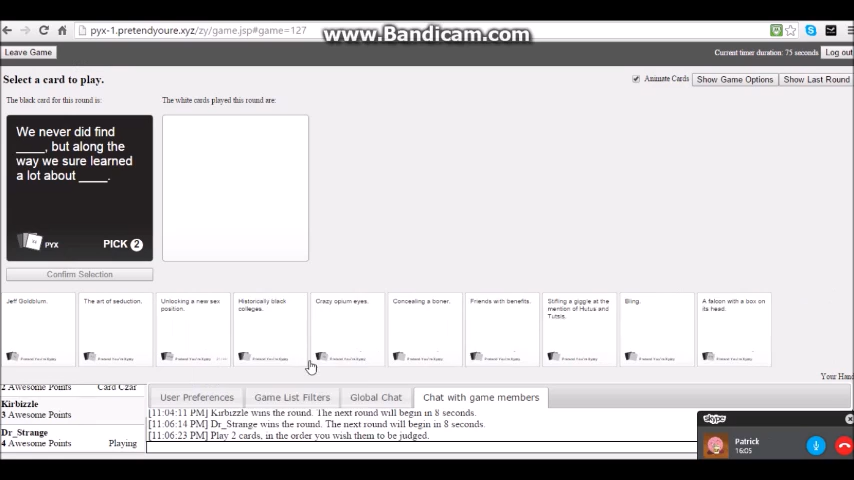 pyx-1.pretendyoure.xyz/zy/game.jsp#game=127
www.Bandicam.com
Leave Game
Current timer duration: 75 seconds
Log out
Select a card to play.
Animate Cards
Show Game Options
Show Last Round
The black card for this round is:
The white cards played this round are:
We never did find
____, but along the
way we sure learned
a lot about ____.
PYX
PICK 2
Confirm Selection
Jeff Goldblum.
The art of seduction.
Unlocking a new sex
position.
Historically black
colleges.
Crazy opium eyes.
Concealing a boner.
Friends with benefits.
Stifling a giggle at the
mention of Hutus and
Tutsis.
Bling.
A falcon with a box on
its head.
Your Hand
2 Awesome Points
Card Czar
Kirbizzle
3 Awesome Points
Dr_Strange
4 Awesome Points
Playing
User Preferences
Game List Filters
Global Chat
Chat with game members
[11:04:11 PM] Kirbizzle wins the round. The next round will begin in 8 seconds.
[11:06:14 PM] Dr_Strange wins the round. The next round will begin in 8 seconds.
[11:06:23 PM] Play 2 cards, in the order you wish them to be judged.
skype
Patrick
16:05